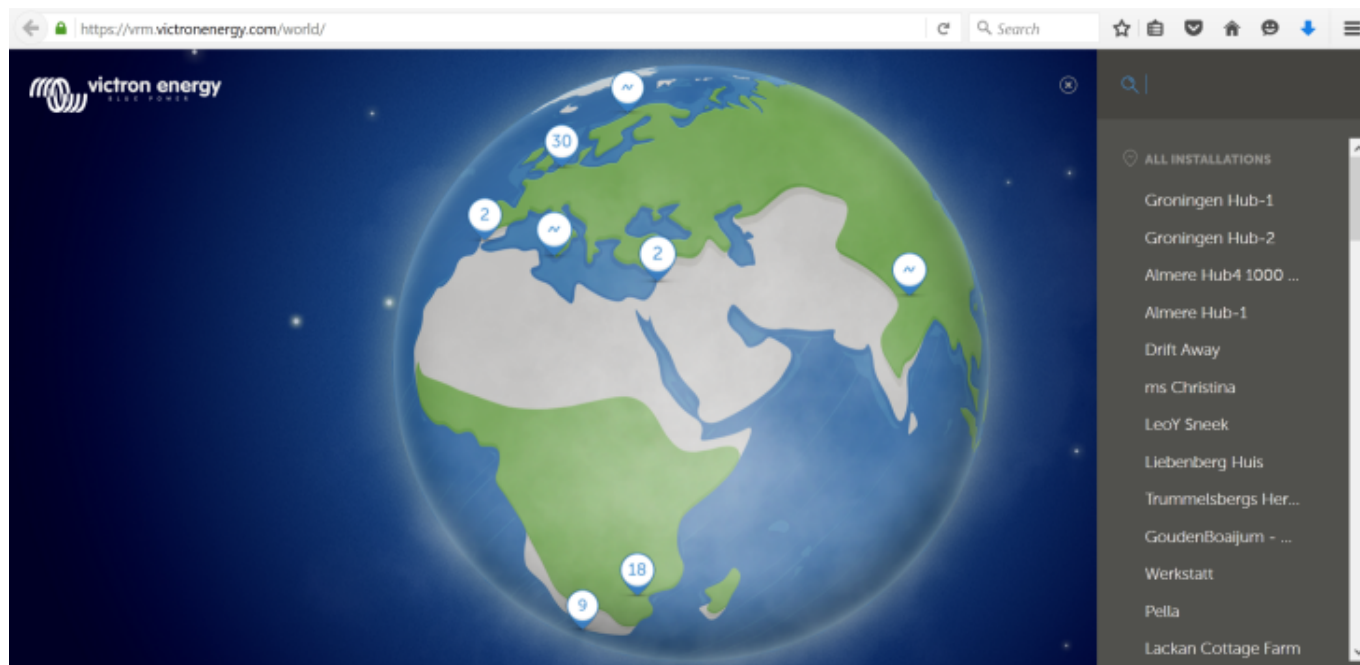 https://vrm.victronenergy.com/world/
Search
victron energy
BLUE POWER
~
30
2
~
2
~
18
9
ALL INSTALLATIONS
Groningen Hub-1
Groningen Hub-2
Almere Hub4 1000 ...
Almere Hub-1
Drift Away
ms Christina
LeoY Sneek
Liebenberg Huis
Trummelsbergs Her...
GoudenBoaijum - ...
Werkstatt
Pella
Lackan Cottage Farm